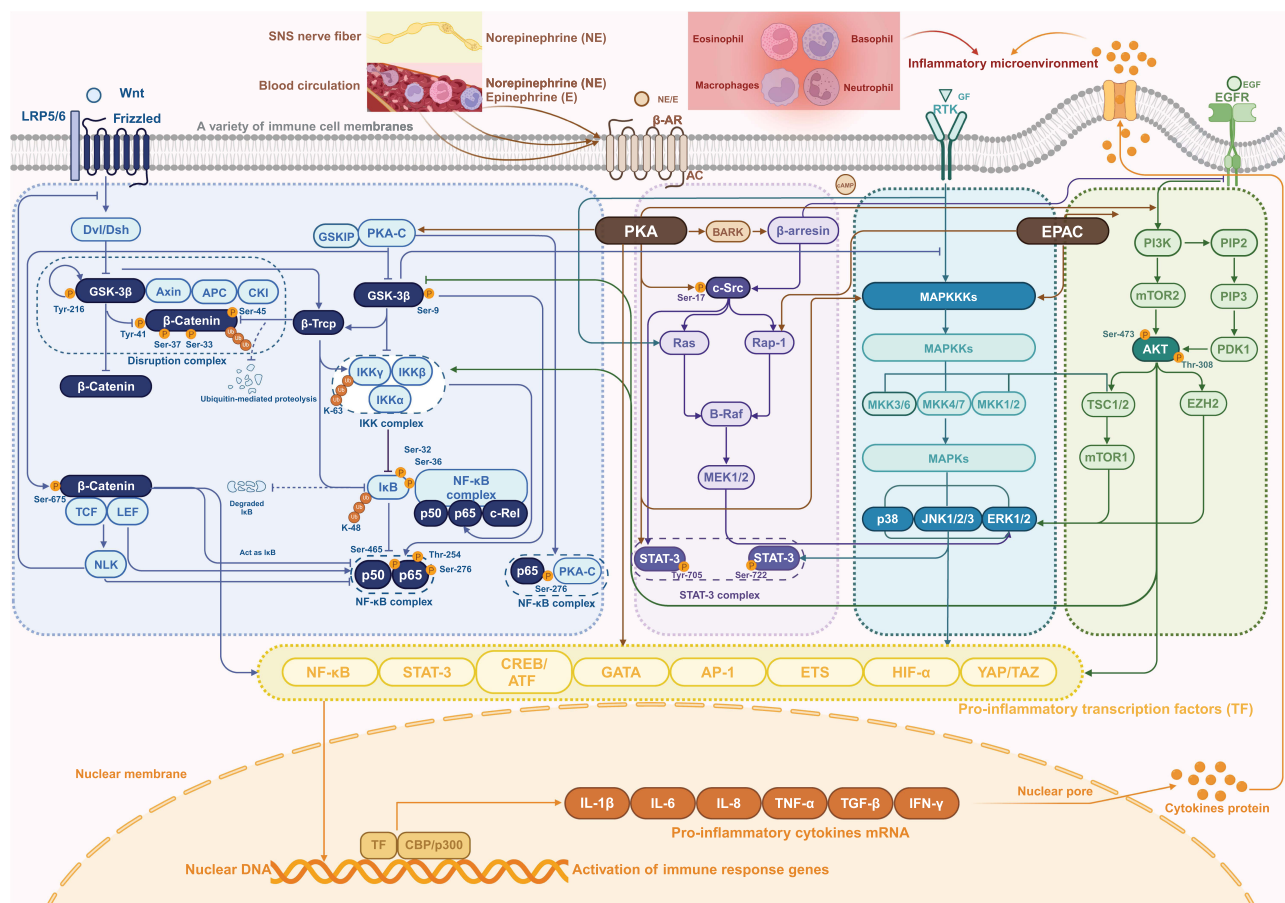 SNS nerve fiber
Norepinephrine (NE)
Blood circulation
Norepinephrine (NE)
Epinephrine (E)
Eosinophil
Basophil
Macrophages
Neutrophil
Inflammatory microenvironment
Wnt
LRP5/6
Frizzled
A variety of immune cell membranes
NE/E
β-AR
AC
GF
RTK
EGF
EGFR
cAMP
Dvl/Dsh
GSKIP
PKA-C
PKA
BARK
β-arresin
EPAC
PI3K
PIP2
GSK-3β
Axin
APC
CKI
P
Tyr-216
Ser-45
P
β-Catenin
P
Tyr-41
P
Ser-37
P
Ser-33
Ub
Ub
Ub
Disruption complex
β-Trcp
GSK-3β
P
Ser-9
c-Src
P
Ser-17
MAPKKKs
mTOR2
PIP3
Ras
Rap-1
MAPKKs
Ser-473
P
AKT
P
Thr-308
PDK1
β-Catenin
Ubiquitin-mediated proteolysis
IKKγ
IKKβ
IKKα
Ub
Ub
Ub
K-63
IKK complex
B-Raf
MKK3/6
MKK4/7
MKK1/2
TSC1/2
EZH2
Ser-32
Ser-36
P
P
MEK1/2
MAPKs
mTOR1
β-Catenin
P
Ser-675
TCF
LEF
Degraded
IκB
IκB
Ub
Ub
Ub
K-48
NF-κB
complex
p50
p65
c-Rel
p38
JNK1/2/3
ERK1/2
NLK
Act as IκB
Ser-465
P
P
Thr-254
P
Ser-276
p50
p65
NF-κB complex
p65
P
PKA-C
Ser-276
NF-κB complex
STAT-3
P
Tyr-705
STAT-3
P
Ser-722
STAT-3 complex
NF-κB
STAT-3
CREB/
ATF
GATA
AP-1
ETS
HIF-α
YAP/TAZ
Pro-inflammatory transcription factors (TF)
Nuclear membrane
IL-1β
IL-6
IL-8
TNF-α
TGF-β
IFN-γ
Nuclear pore
Cytokines protein
Pro-inflammatory cytokines mRNA
TF
CBP/p300
Nuclear DNA
Activation of immune response genes